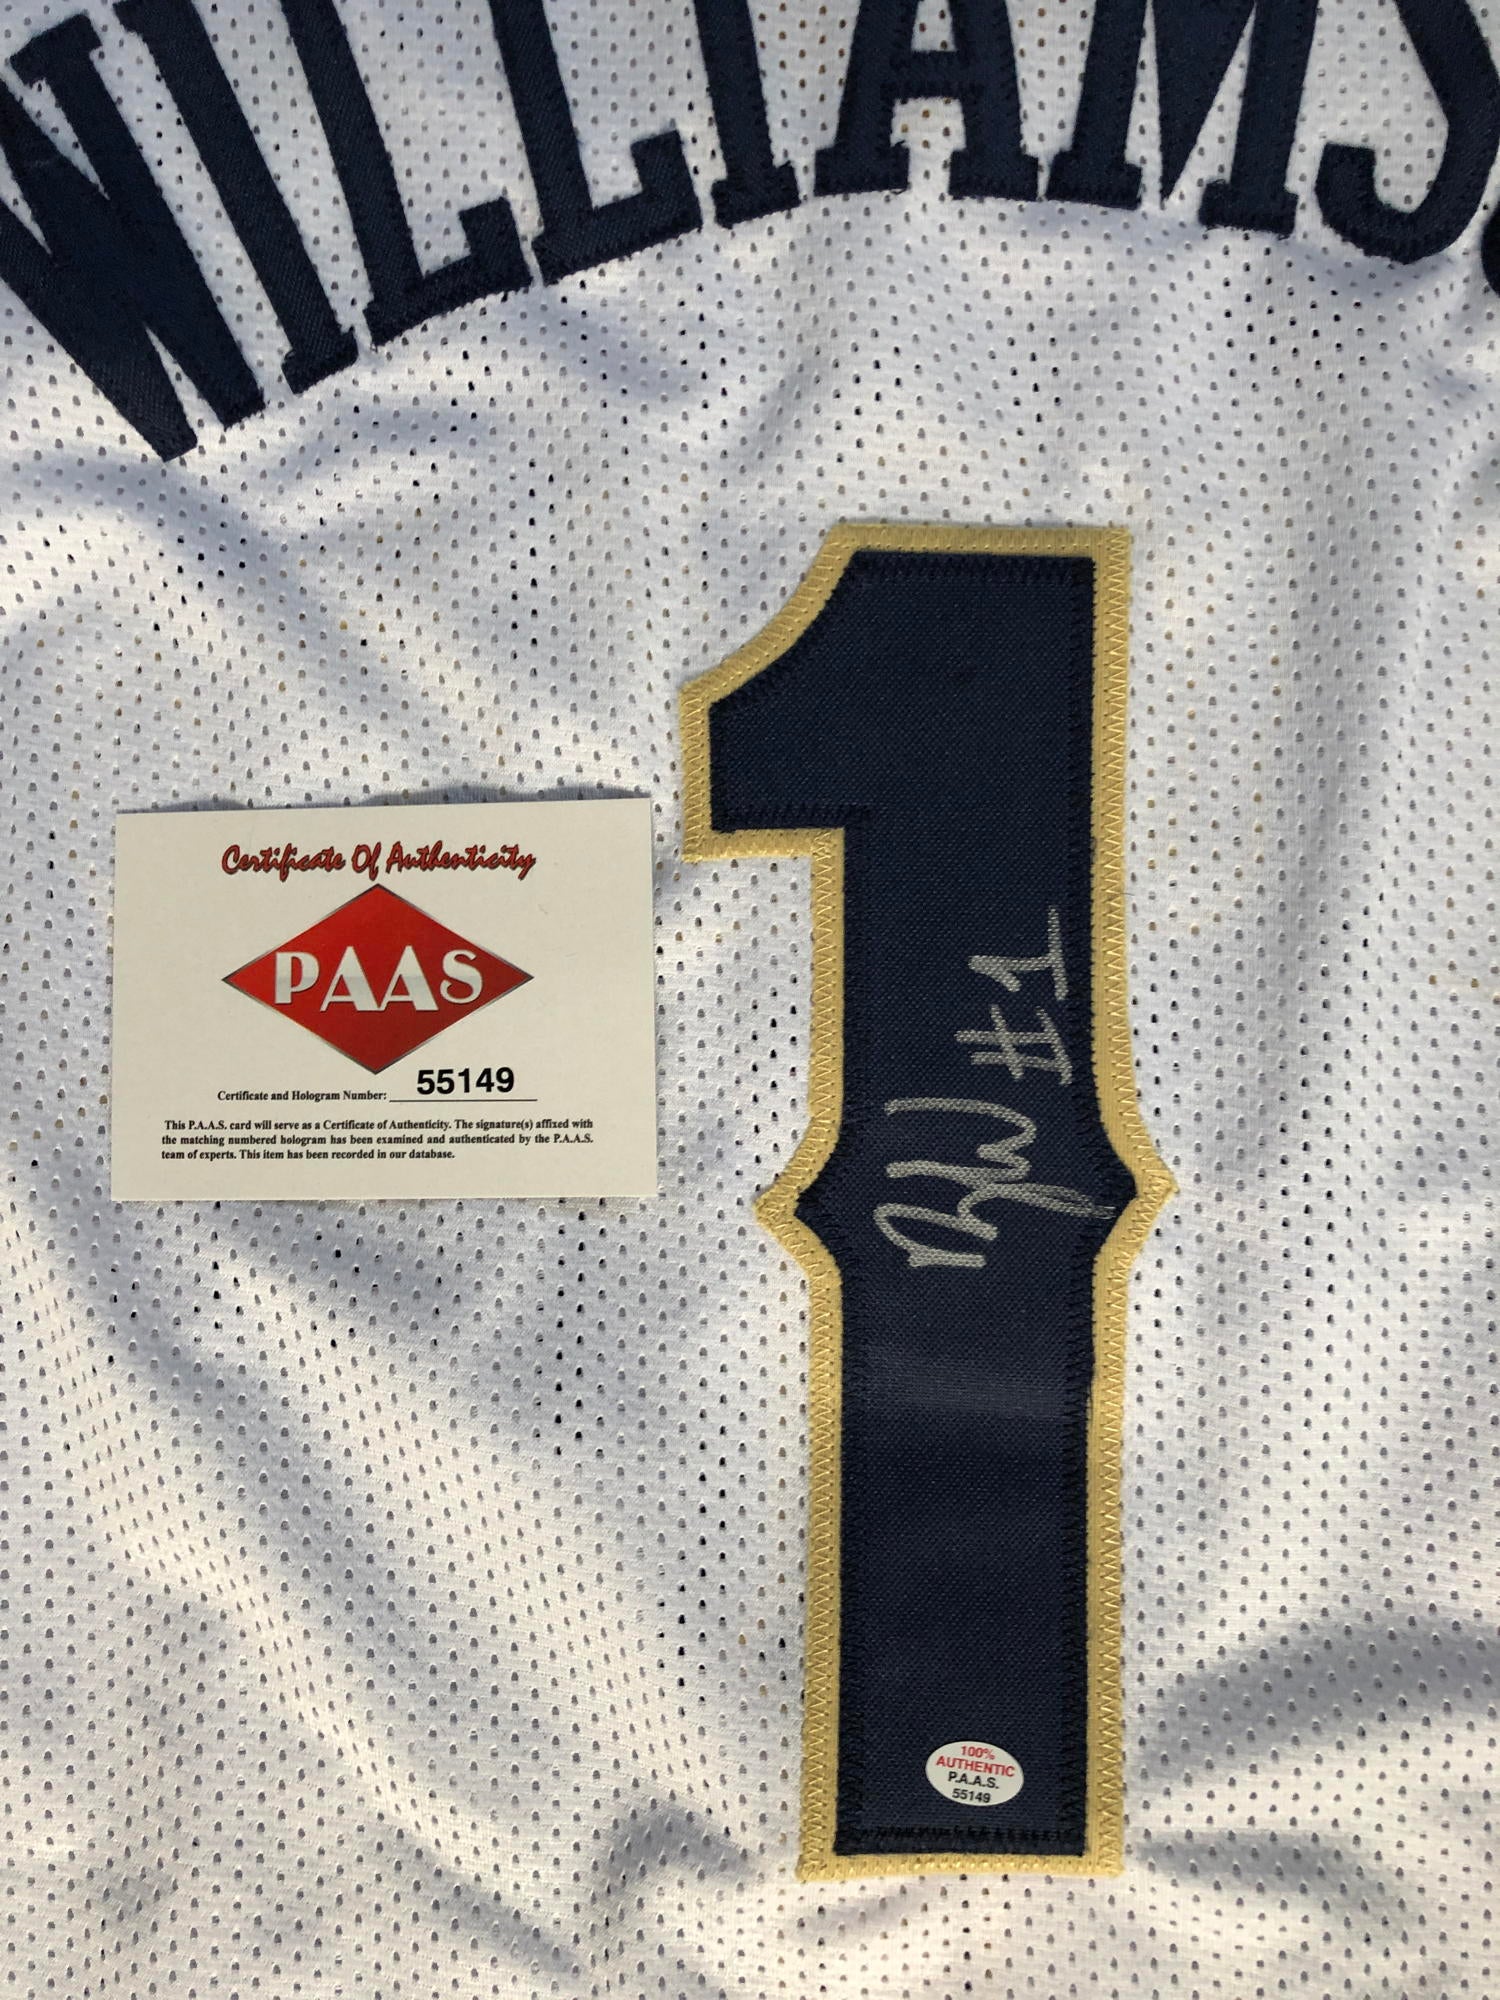 WILLIAMS
1
#1
Certificate Of Authenticity
PAAS
Certificate and Hologram Number: 55149
This P.A.A.S. card will serve as a Certificate of Authenticity. The signature(s) affixed with
the matching numbered hologram has been examined and authenticated by the P.A.A.S.
team of experts. This item has been recorded in our database.
100%
AUTHENTIC
P.A.A.S.
55149